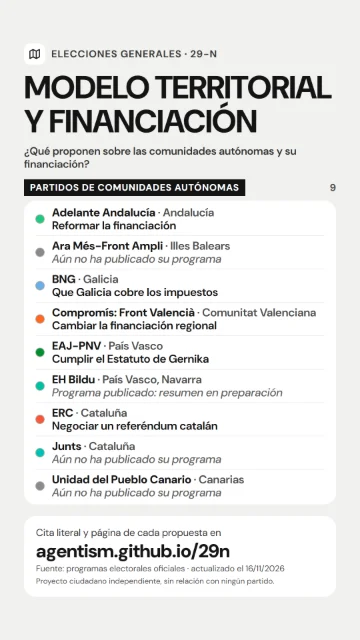 ELECCIONES GENERALES · 29-N
MODELO TERRITORIAL
Y FINANCIACIÓN
¿Qué proponen sobre las comunidades autónomas y su
financiación?
PARTIDOS DE COMUNIDADES AUTÓNOMAS 9
Adelante Andalucía · Andalucía
Reformar la financiación
Ara Més-Front Ampli · Illes Balears
Aún no ha publicado su programa
BNG · Galicia
Que Galicia cobre los impuestos
Compromís: Front Valencià · Comunitat Valenciana
Cambiar la financiación regional
EAJ-PNV · País Vasco
Cumplir el Estatuto de Gernika
EH Bildu · País Vasco, Navarra
Programa publicado: resumen en preparación
ERC · Cataluña
Negociar un referéndum catalán
Junts · Cataluña
Aún no ha publicado su programa
Unidad del Pueblo Canario · Canarias
Aún no ha publicado su programa
Cita literal y página de cada propuesta en
agentism.github.io/29n
Fuente: programas electorales oficiales · actualizado el 16/11/2026
Proyecto ciudadano independiente, sin relación con ningún partido.